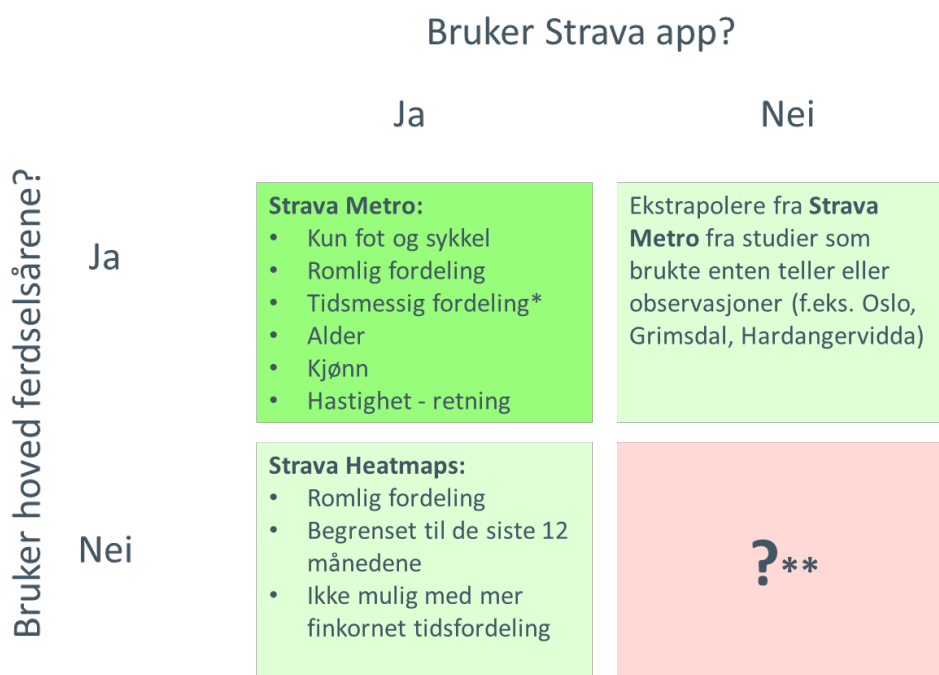 Bruker Strava app?
Ja
Nei
Bruker hoved ferdselsårene?
Ja
Strava Metro:
• Kun fot og sykkel
• Romlig fordeling
• Tidsmessig fordeling*
• Alder
• Kjønn
• Hastighet - retning
Ekstrapolere fra Strava
Metro fra studier som
brukte enten teller eller
observasjoner (f.eks. Oslo,
Grimsdal, Hardangervidda)
Nei
Strava Heatmaps:
• Romlig fordeling
• Begrenset til de siste 12
månedene
• Ikke mulig med mer
finkornet tidsfordeling
?**